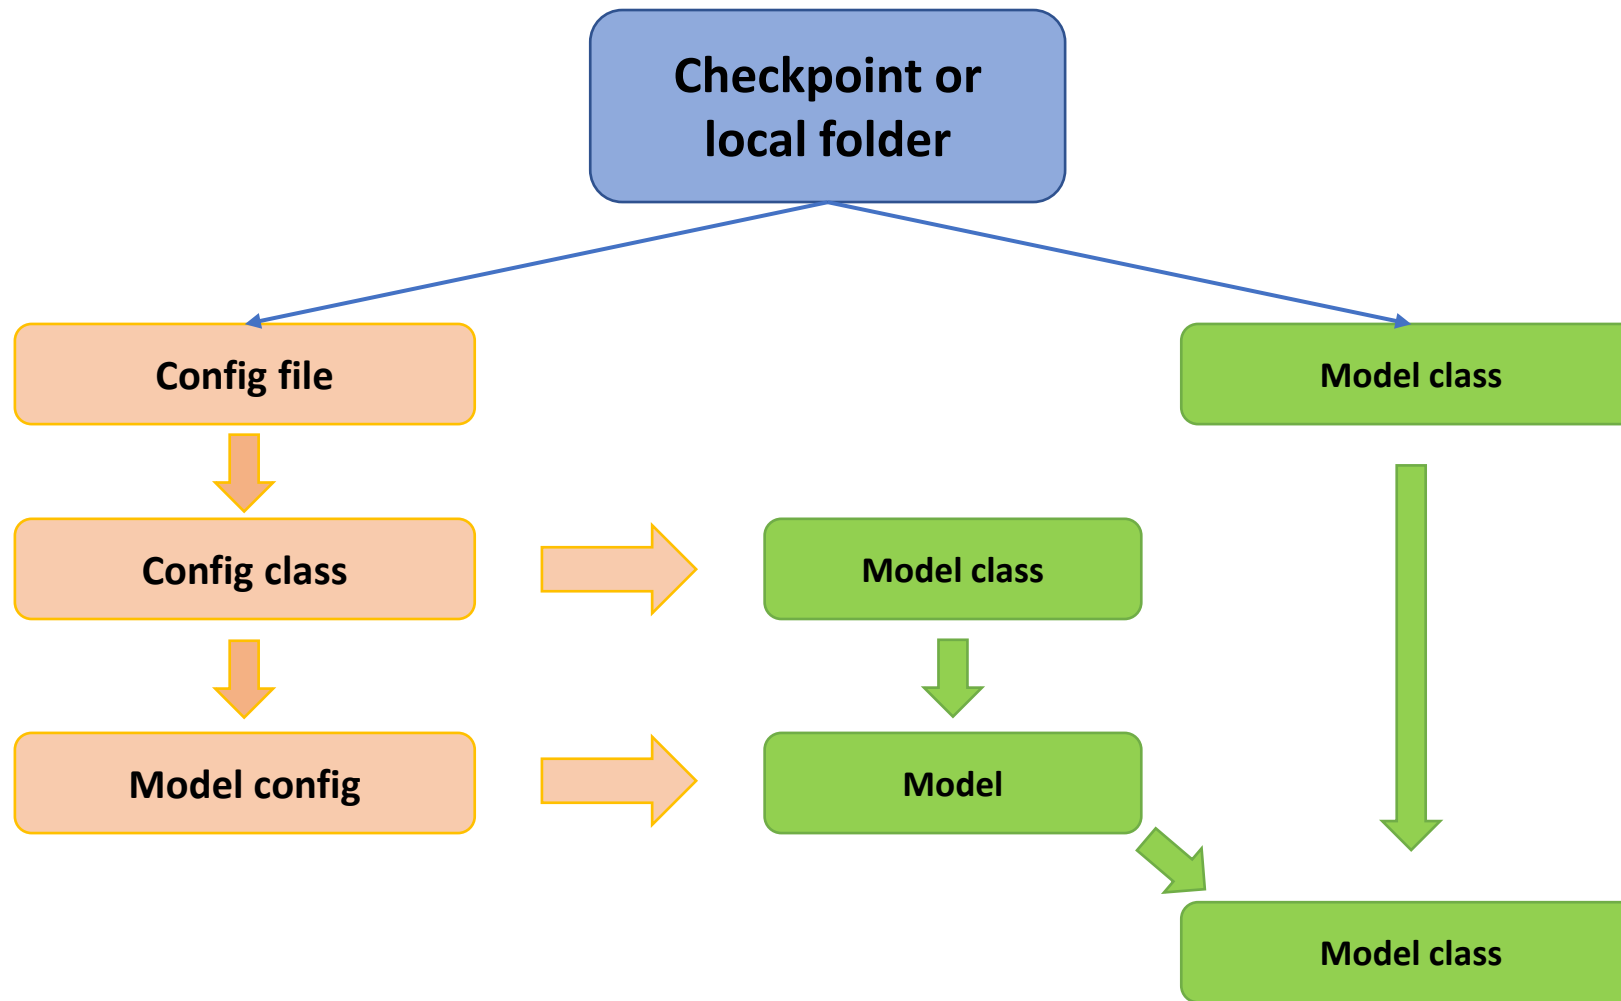 Checkpoint or
local folder
Config file
Model class
Config class
Model class
Model config
Model
Model class